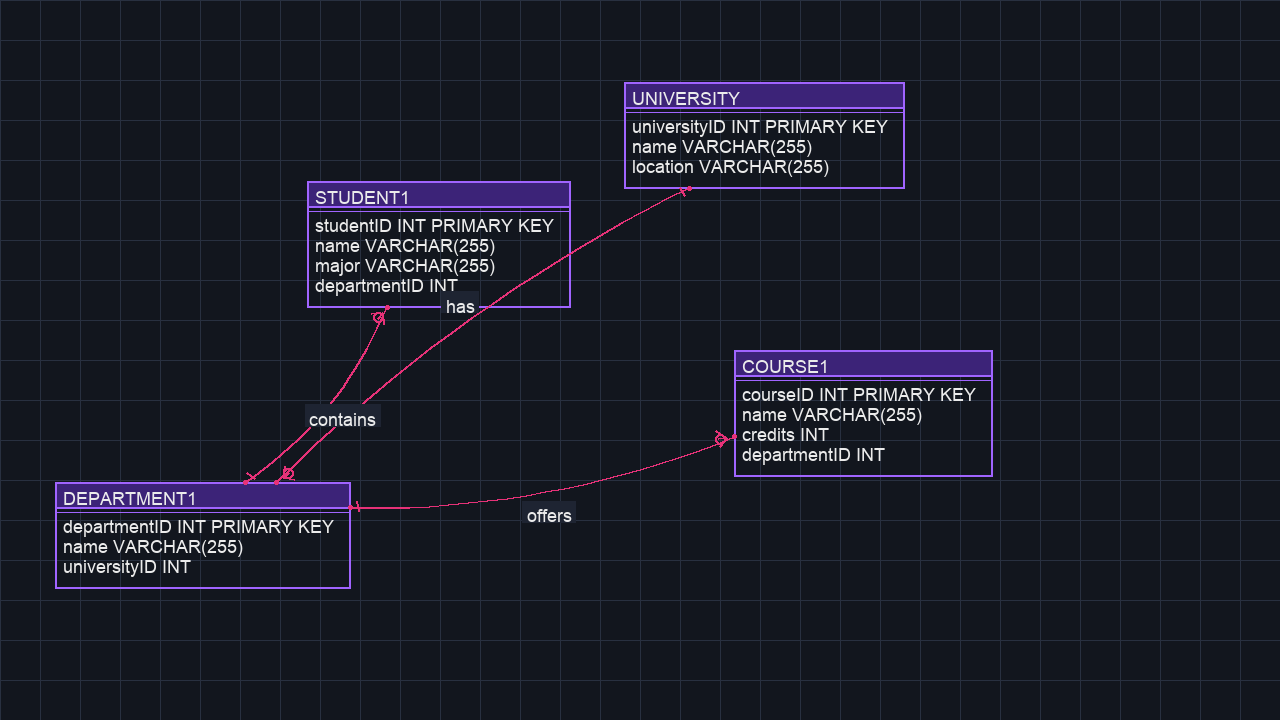 UNIVERSITY
universityID INT PRIMARY KEY
name VARCHAR(255)
location VARCHAR(255)
STUDENT1
studentID INT PRIMARY KEY
name VARCHAR(255)
major VARCHAR(255)
departmentID INT
has
COURSE1
courseID INT PRIMARY KEY
name VARCHAR(255)
credits INT
departmentID INT
contains
DEPARTMENT1
departmentID INT PRIMARY KEY
name VARCHAR(255)
universityID INT
offers